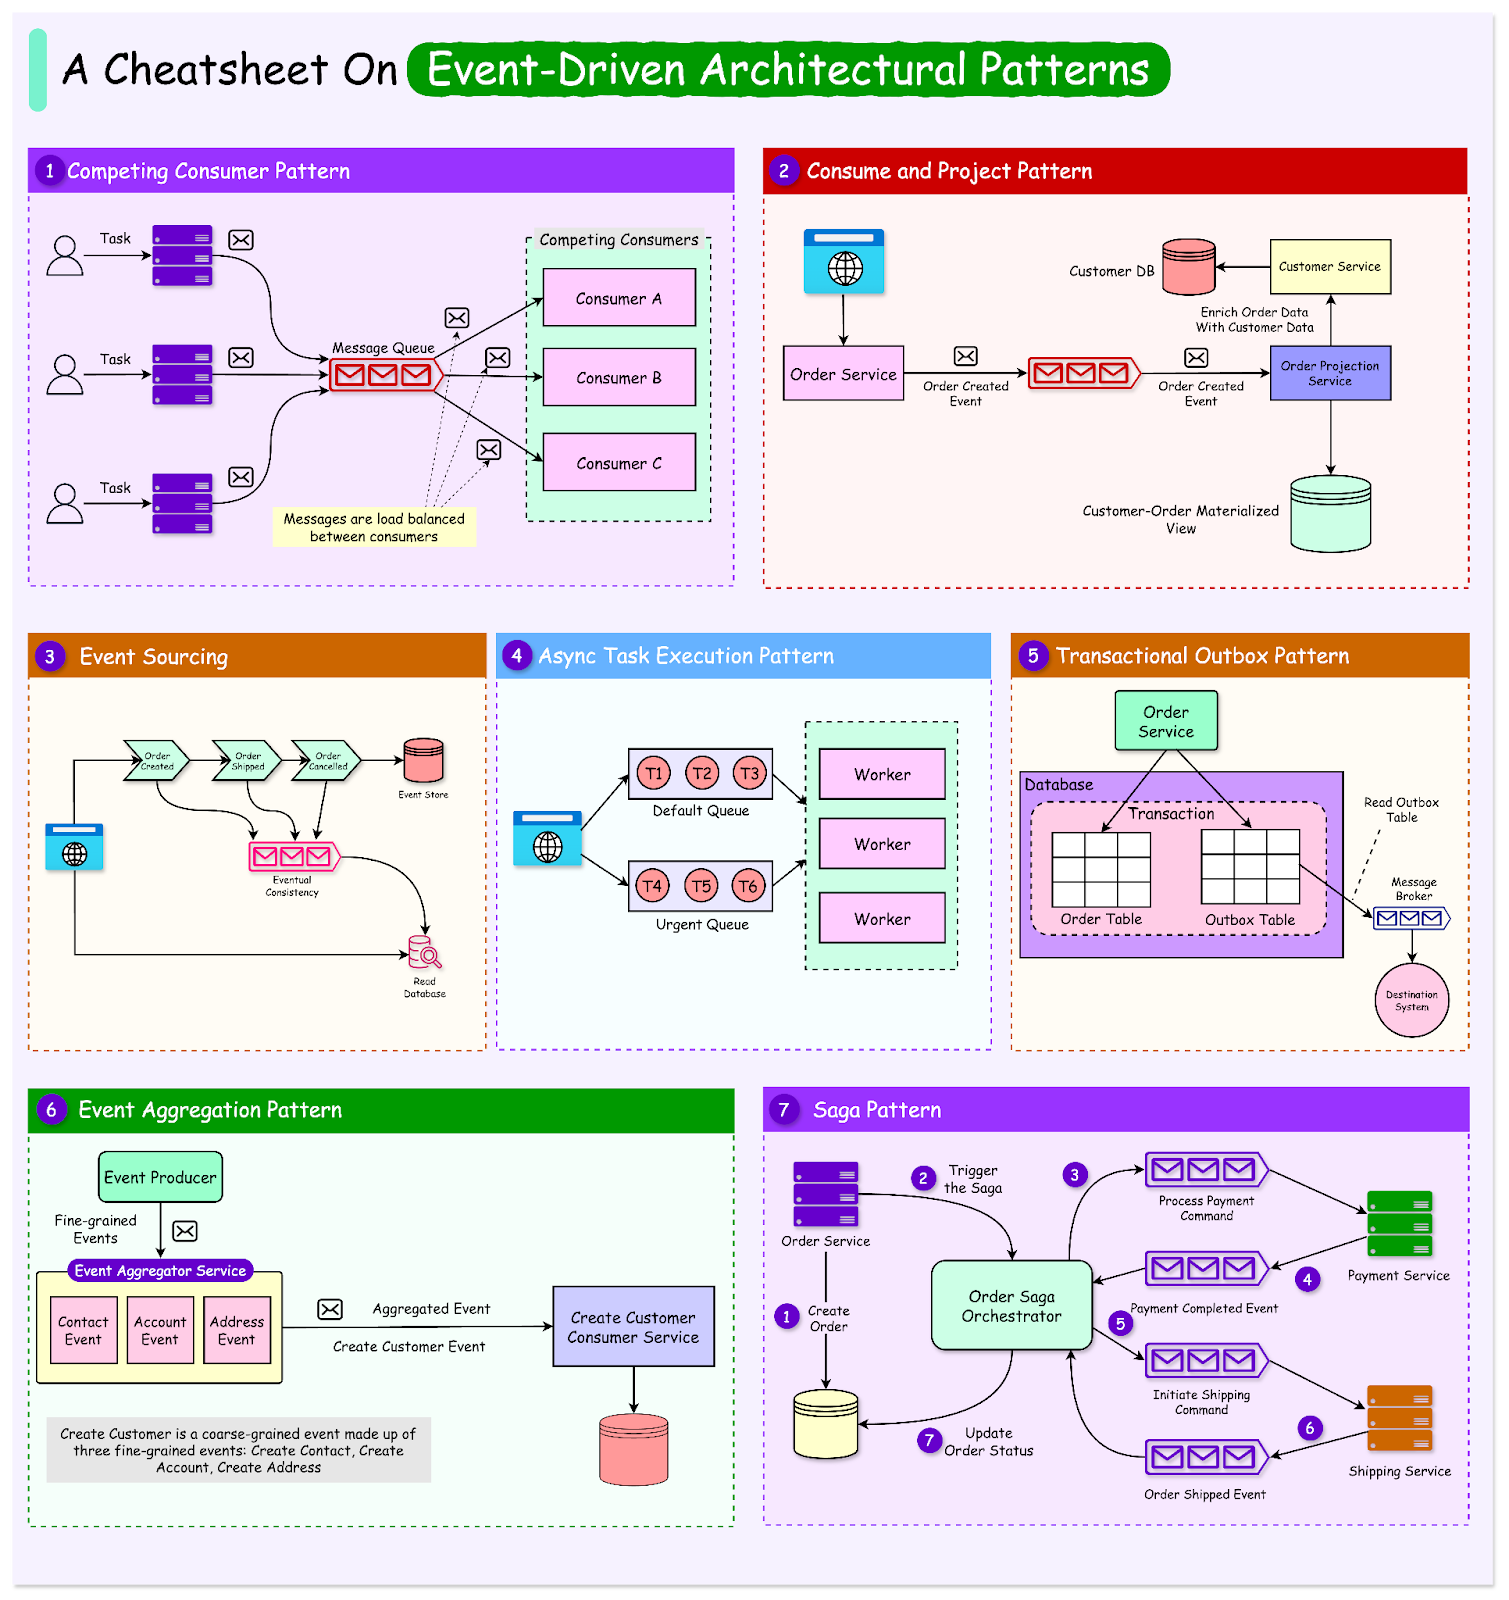 A Cheatsheet On Event-Driven Architectural Patterns
1 Competing Consumer Pattern
Task
Task
Task
Message Queue
Competing Consumers
Consumer A
Consumer B
Consumer C
Messages are load balanced
between consumers
2 Consume and Project Pattern
Customer DB
Customer Service
Enrich Order Data
With Customer Data
Order Service
Order Created
Event
Order Created
Event
Order Projection
Service
Customer-Order Materialized
View
3 Event Sourcing
Order
Created
Order
Shipped
Order
Cancelled
Event Store
Eventual
Consistency
Read
Database
4 Async Task Execution Pattern
T1 T2 T3
Default Queue
T4 T5 T6
Urgent Queue
Worker
Worker
Worker
5 Transactional Outbox Pattern
Order
Service
Database
Transaction
Order Table
Outbox Table
Read Outbox
Table
Message
Broker
Destination
System
6 Event Aggregation Pattern
Event Producer
Fine-grained
Events
Event Aggregator Service
Contact
Event
Account
Event
Address
Event
Aggregated Event
Create Customer Event
Create Customer
Consumer Service
Create Customer is a coarse-grained event made up of
three fine-grained events: Create Contact, Create
Account, Create Address
7 Saga Pattern
Order Service
1 Create
Order
2 Trigger
the Saga
Order Saga
Orchestrator
3
Process Payment
Command
Payment Service
4
Payment Completed Event
5
Initiate Shipping
Command
6
Shipping Service
Order Shipped Event
7 Update
Order Status